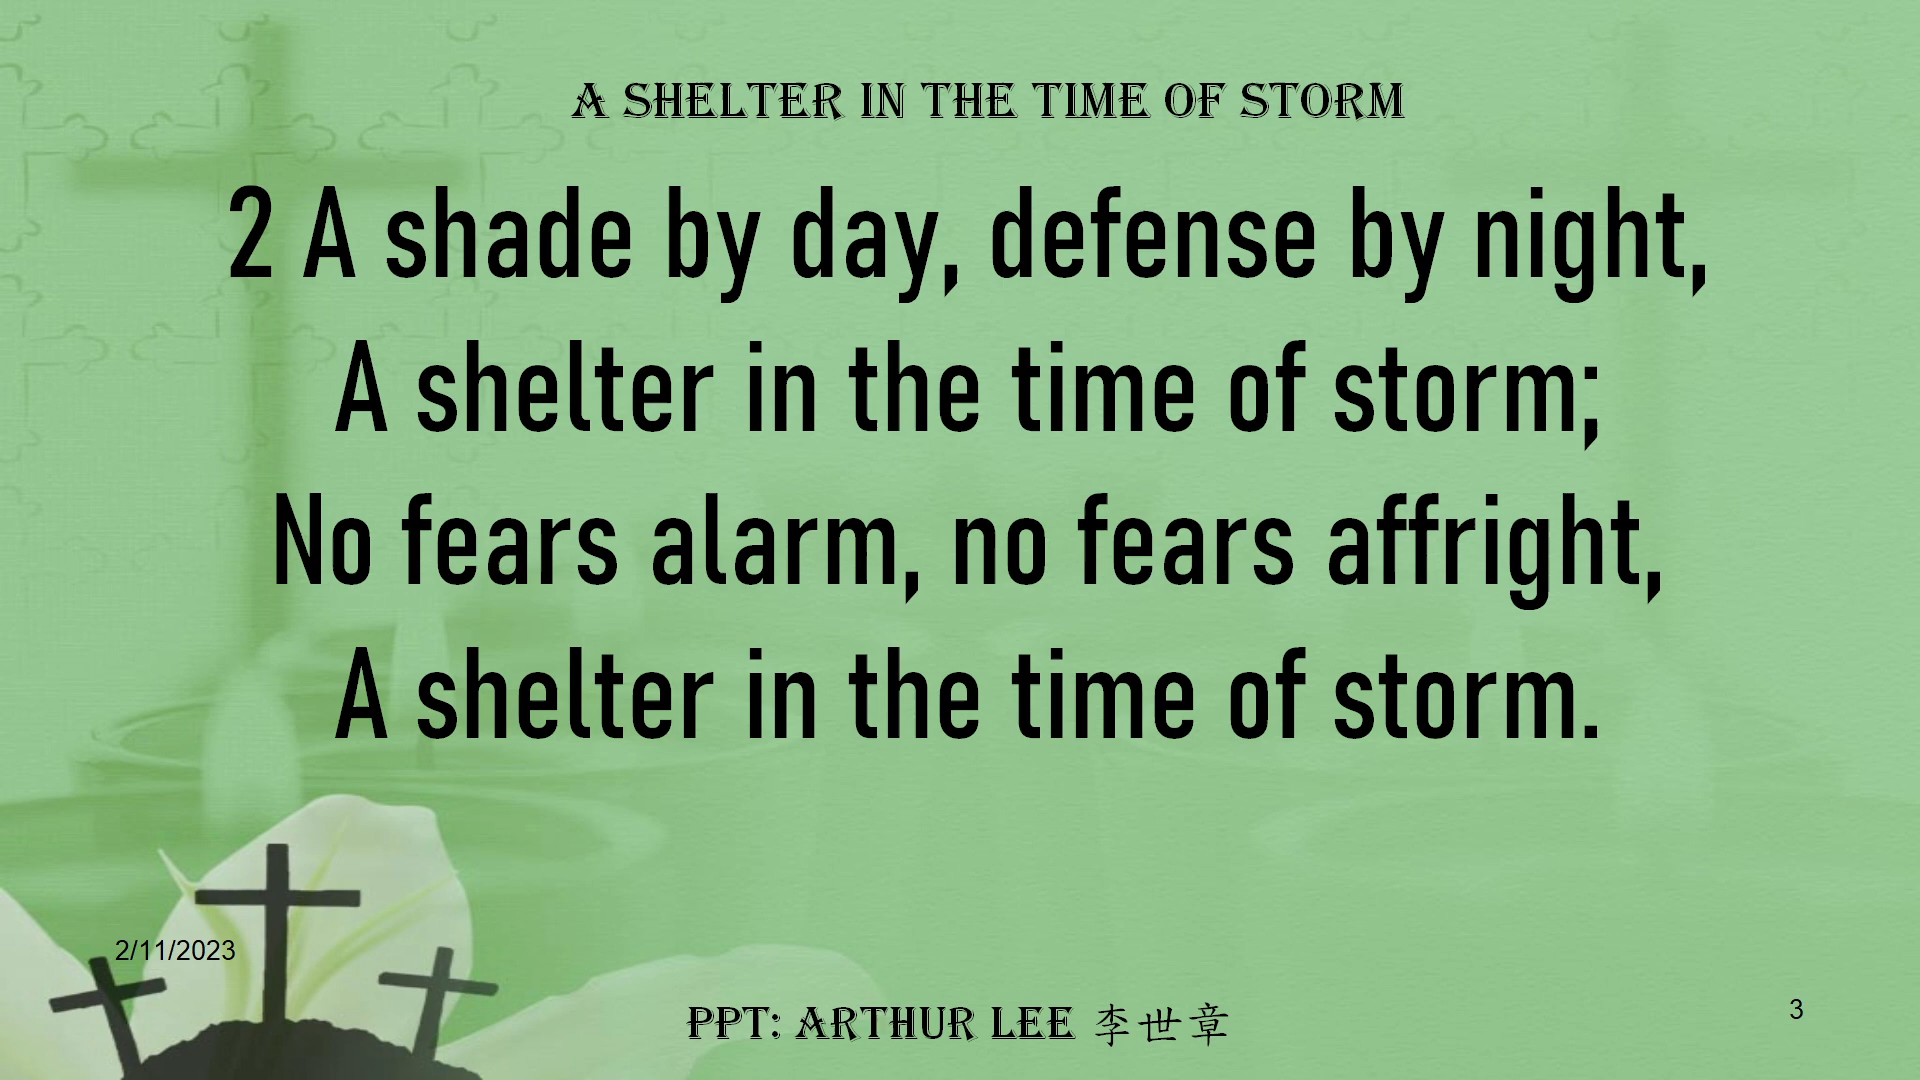 A SHELTER IN THE TIME OF STORM
2 A shade by day, defense by night,
A shelter in the time of storm;
No fears alarm, no fears affright,
A shelter in the time of storm.
2/11/2023
PPT: ARTHUR LEE 李世章
3